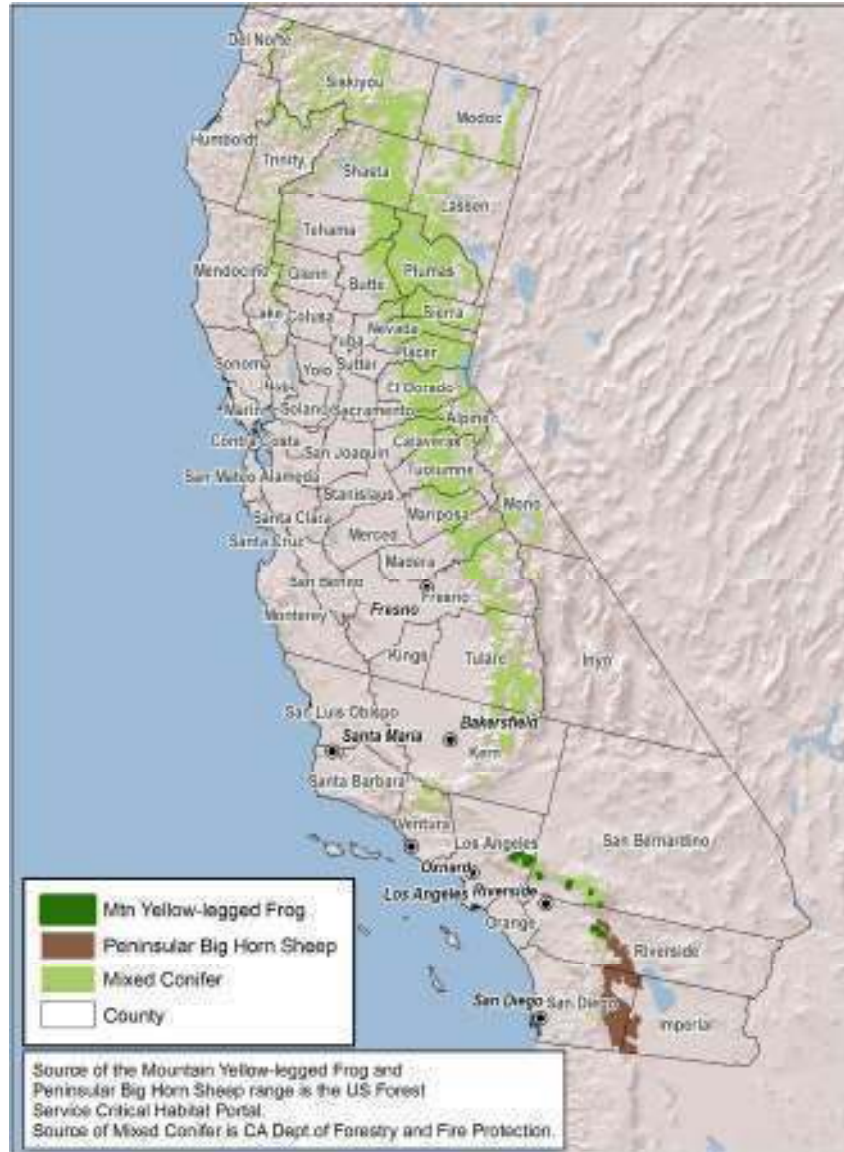 Del Norte
Siskiyou
Modoc
Humboldt
Trinity
Shasta
Lassen
Tehama
Mendocino
Glenn
Butte
Plumas
Lake
Colusa
Sierra
Nevada
Yuba
Placer
Sonoma
Yolo
Sutter
El Dorado
Marin
Solano
Sacramento
Alpine
Contra Costa
Calaveras
San Joaquin
Tuolumne
San Mateo
Alameda
Stanislaus
Mono
Santa Clara
Mariposa
Santa Cruz
Merced
Madera
San Benito
Fresno
Fresno
Monterey
Kings
Tulare
Inyo
San Luis Obispo
Santa Maria
Bakersfield
Kern
Santa Barbara
Ventura
Los Angeles
San Bernardino
Oxnard
Los Angeles
Riverside
Orange
Riverside
San Diego
San Diego
Imperial
Mtn Yellow-legged Frog
Peninsular Big Horn Sheep
Mixed Conifer
County
Source of the Mountain Yellow-legged Frog and
Peninsular Big Horn Sheep range is the US Forest
Service Critical Habitat Portal.
Source of Mixed Conifer is CA Dept of Forestry and Fire Protection.